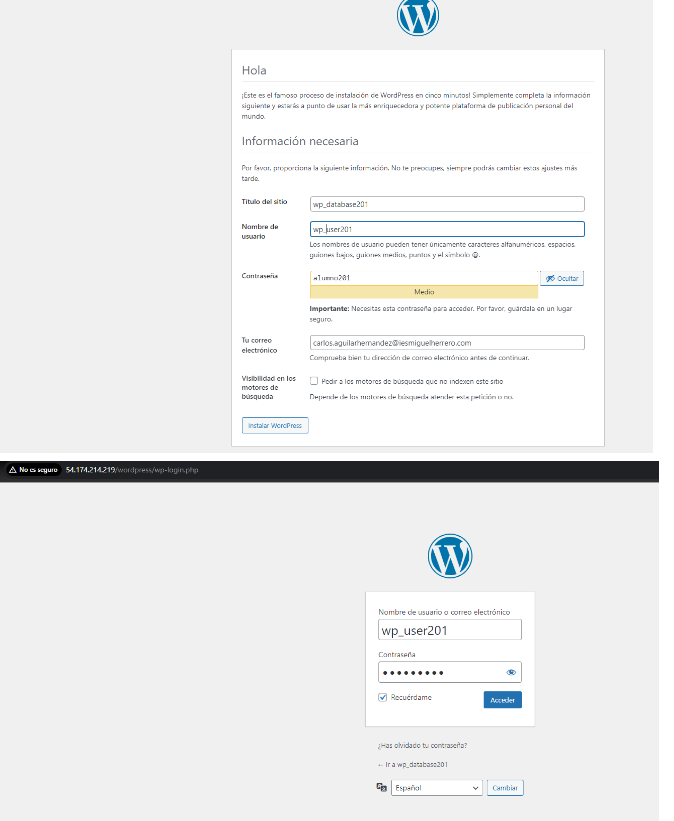 Hola
¡Este es el famoso proceso de instalación de WordPress en cinco minutos! Simplemente completa la información
siguiente y estarás a punto de usar la más enriquecedora y potente plataforma de publicación personal del
mundo.
Información necesaria
Por favor, proporciona la siguiente información. No te preocupes, siempre podrás cambiar estos ajustes más
tarde.
Título del sitio
wp_database201
Nombre de
usuario
wp_user201
Los nombres de usuario pueden tener únicamente caracteres alfanuméricos, espacios,
guiones bajos, guiones medios, puntos y el símbolo @.
Contraseña
alumno201
Ocultar
Medio
Importante: Necesitas esta contraseña para acceder. Por favor, guárdala en un lugar
seguro.
Tu correo
electrónico
carlos.aguilarhernandez@iesmiguelherrero.com
Comprueba bien tu dirección de correo electrónico antes de continuar.
Visibilidad en los
motores de
búsqueda
Pedir a los motores de búsqueda que no indexen este sitio
Depende de los motores de búsqueda atender esta petición o no.
Instalar WordPress
No es seguro 54.174.214.219/wordpress/wp-login.php
Nombre de usuario o correo electrónico
wp_user201
Contraseña
•••••••••
Recuérdame
Acceder
¿Has olvidado tu contraseña?
← Ir a wp_database201
Español
Cambiar